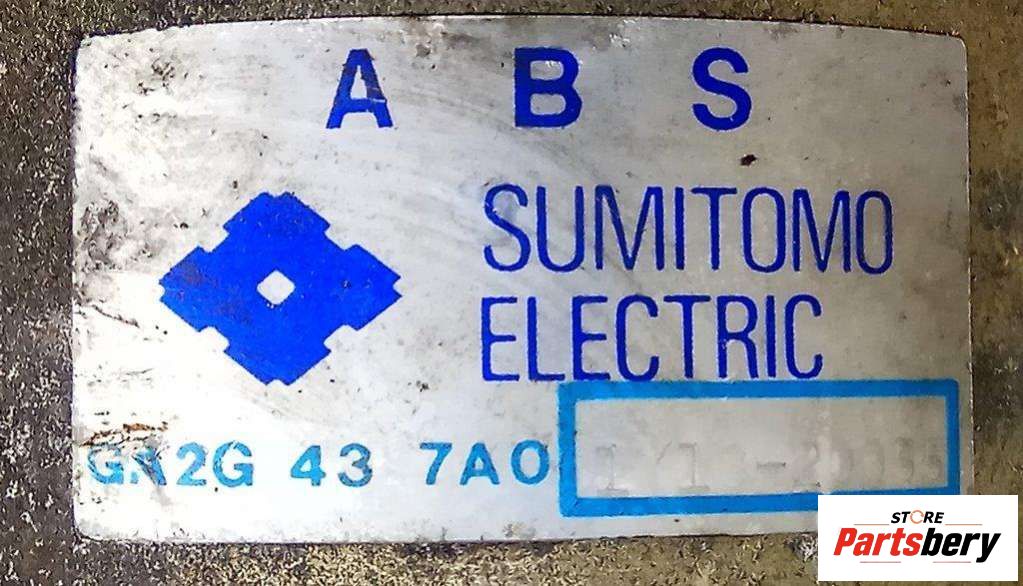 A B S
SUMITOMO
ELECTRIC
GA2G 43 7A0
STORE
Partsbery